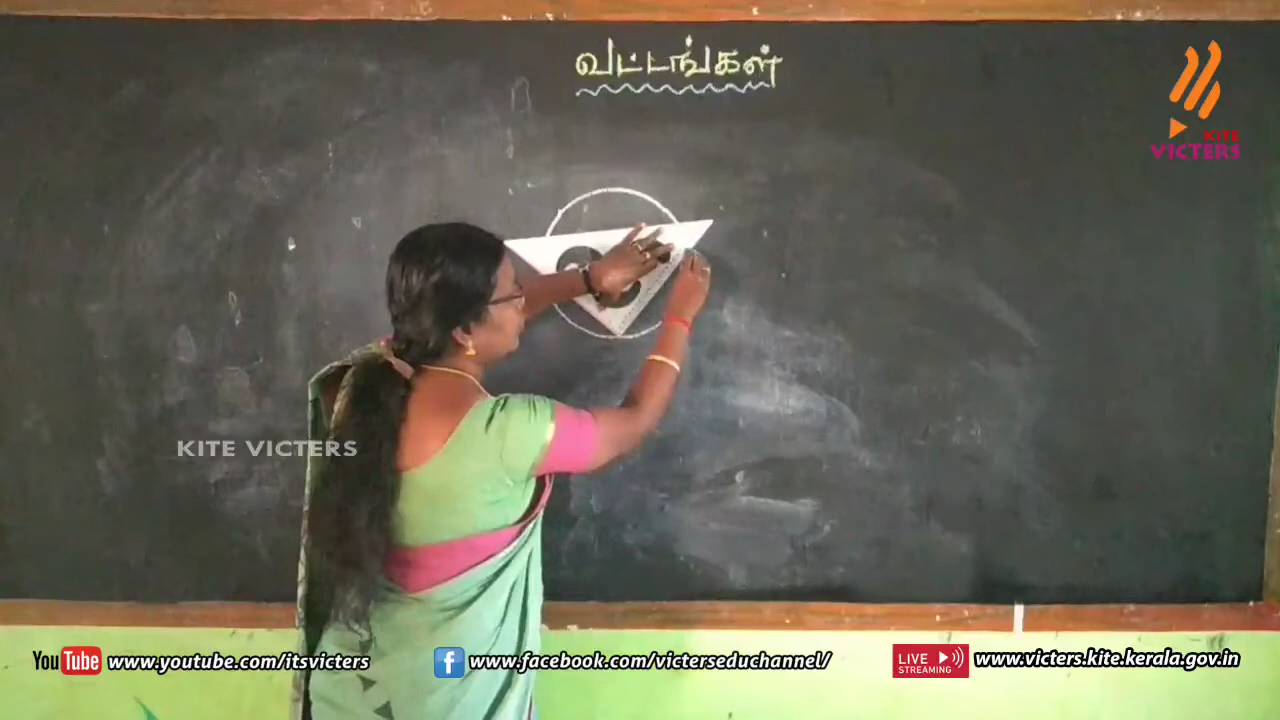 வட்டங்கள்
KITE
VICTERS
KITE VICTERS
YouTube www.youtube.com/itsvicters
f www.facebook.com/victerseduchannel/
LIVE STREAMING www.victers.kite.kerala.gov.in